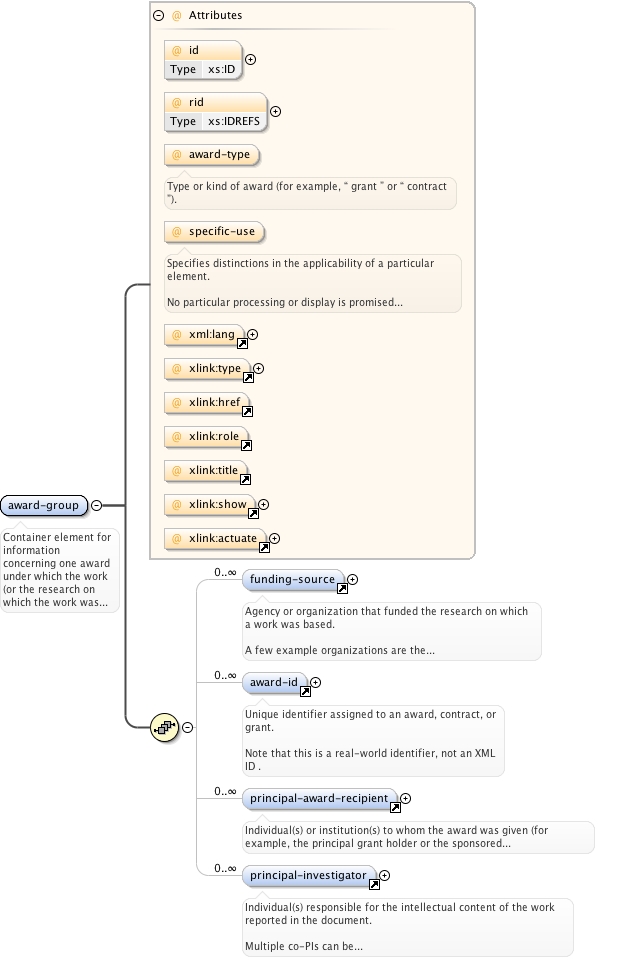 @ Attributes
@ id
Type xs:ID
@ rid
Type xs:IDREFS
@ award-type
Type or kind of award (for example, “ grant ” or “ contract
”).
@ specific-use
Specifies distinctions in the applicability of a particular
element.
No particular processing or display is promised...
@ xml:lang
@ xlink:type
@ xlink:href
@ xlink:role
@ xlink:title
@ xlink:show
@ xlink:actuate
award-group
Container element for
information
concerning one award
under which the work
(or the research on
which the work was...
0..∞
funding-source
Agency or organization that funded the research on which
a work was based.
A few example organizations are the...
0..∞
award-id
Unique identifier assigned to an award, contract, or
grant.
Note that this is a real-world identifier, not an XML
ID .
0..∞
principal-award-recipient
Individual(s) or institution(s) to whom the award was given (for
example, the principal grant holder or the sponsored...
0..∞
principal-investigator
Individual(s) responsible for the intellectual content of the work
reported in the document.
Multiple co-PIs can be...